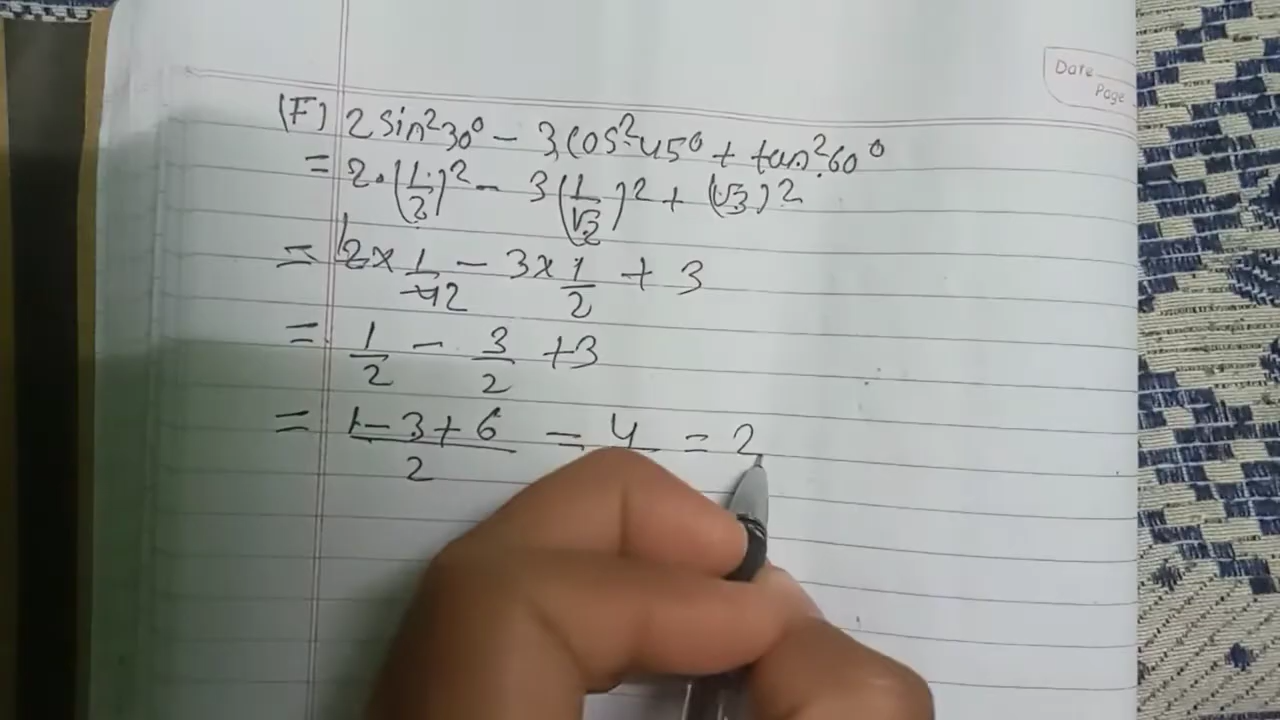 Date
Page
(F) 2 sin²30° - 3 cos²45° + tan²60°
= 2·(1/2)² - 3(1/√2)² + (√3)²
= 2 × 1/4 2 - 3 × 1/2 + 3
= 1/2 - 3/2 + 3
= 1-3+6/2 = 4 = 2